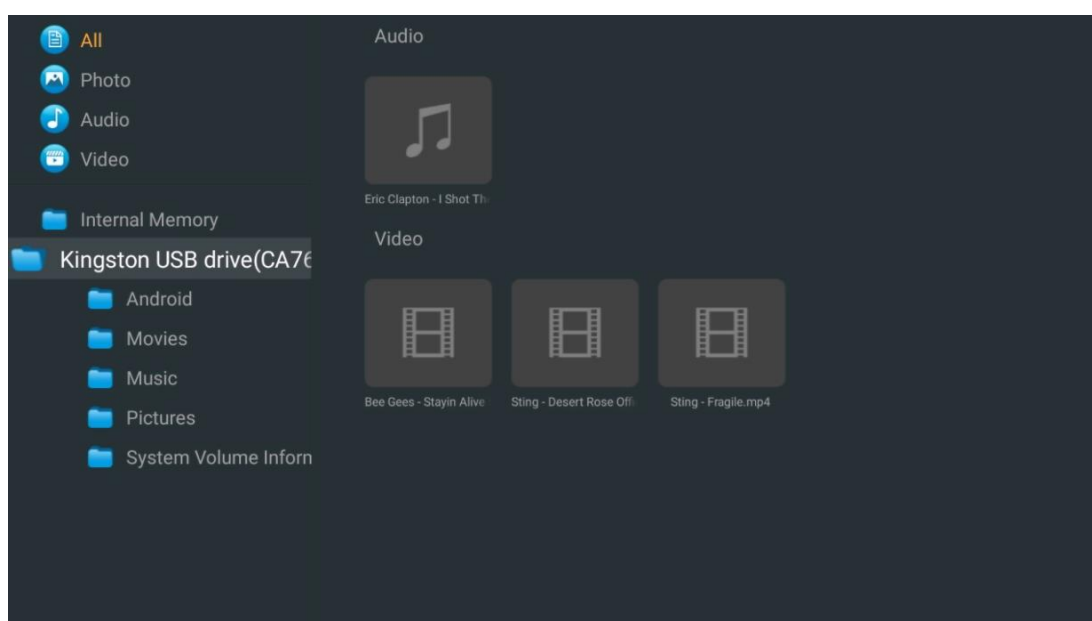 All
Photo
Audio
Video
Internal Memory
Kingston USB drive(CA76
Android
Movies
Music
Pictures
System Volume Inforn
Audio
Eric Clapton - I Shot Th
Video
Bee Gees - Stayin Alive
Sting - Desert Rose Offi
Sting - Fragile.mp4